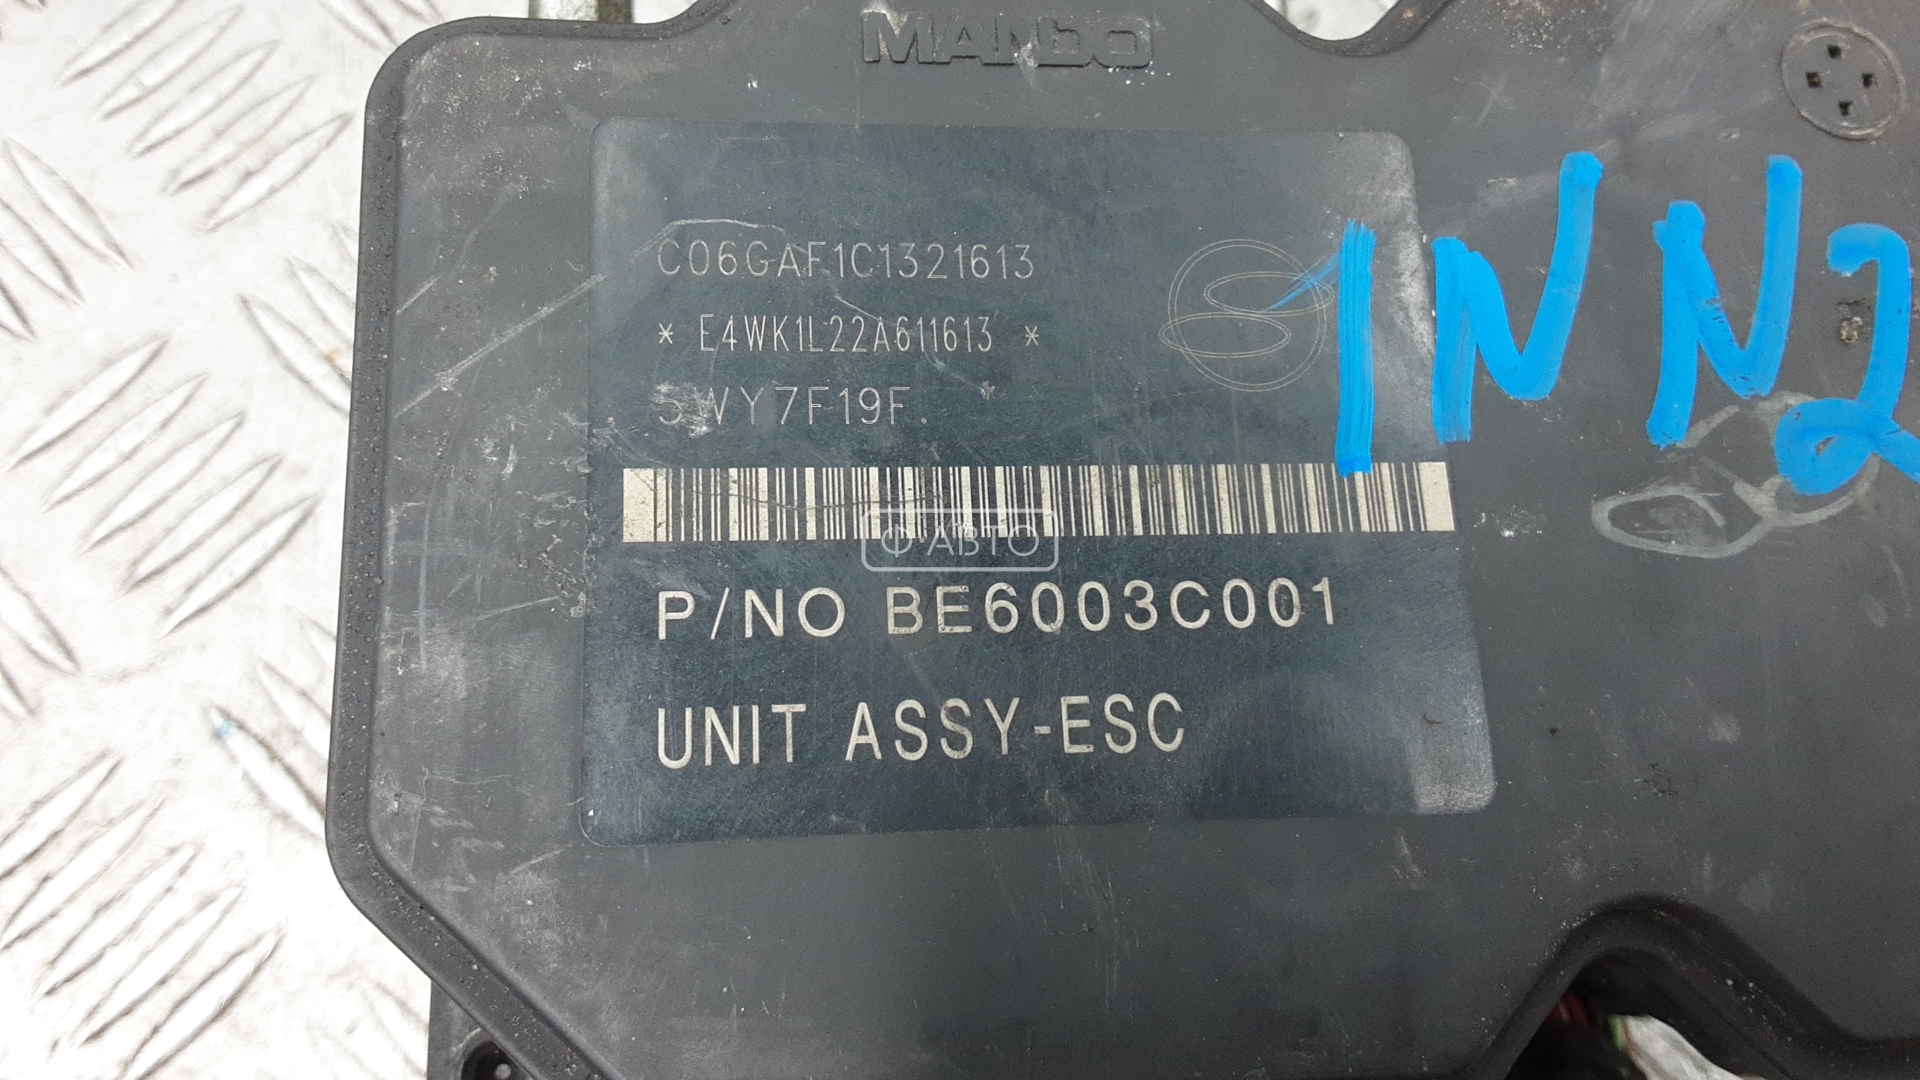 MANDO
C06GAF1C1321613
* E4WK1L22A611613 *
5WY7F19F.
INN2
Ф-АВТО
P/NO BE6003C001
UNIT ASSY-ESC